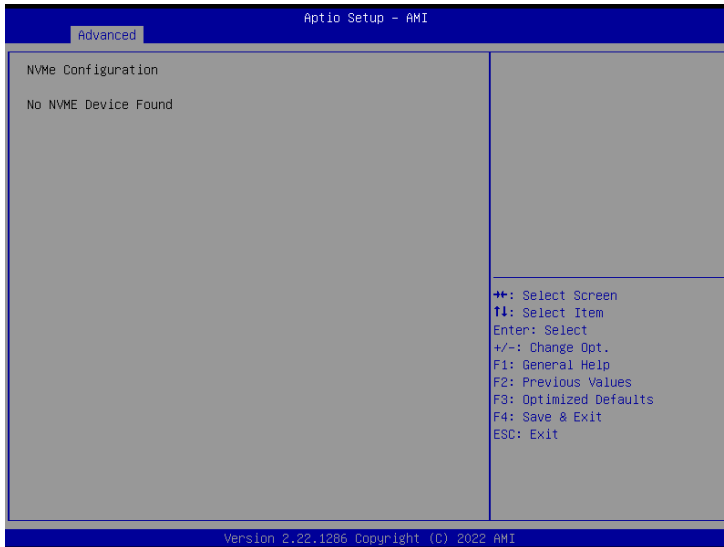 Aptio Setup – AMI
Advanced
NVMe Configuration
No NVME Device Found
→←: Select Screen
↑↓: Select Item
Enter: Select
+/-: Change Opt.
F1: General Help
F2: Previous Values
F3: Optimized Defaults
F4: Save & Exit
ESC: Exit
Version 2.22.1286 Copyright (C) 2022 AMI